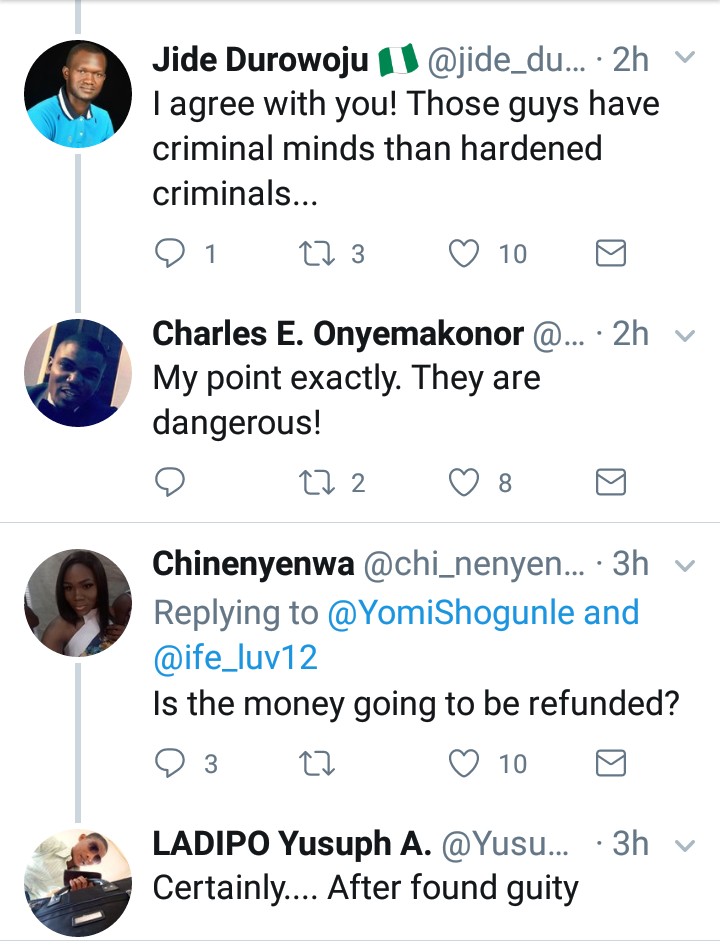 Jide Durowoju 🇳🇬 @jide_du... · 2h
I agree with you! Those guys have
criminal minds than hardened
criminals...
1 3 10
Charles E. Onyemakonor @... · 2h
My point exactly. They are
dangerous!
2 8
Chinenyenwa @chi_nenyen... · 3h
Replying to @YomiShogunle and
@ife_luv12
Is the money going to be refunded?
3 10
LADIPO Yusuph A. @Yusu... · 3h
Certainly.... After found guity